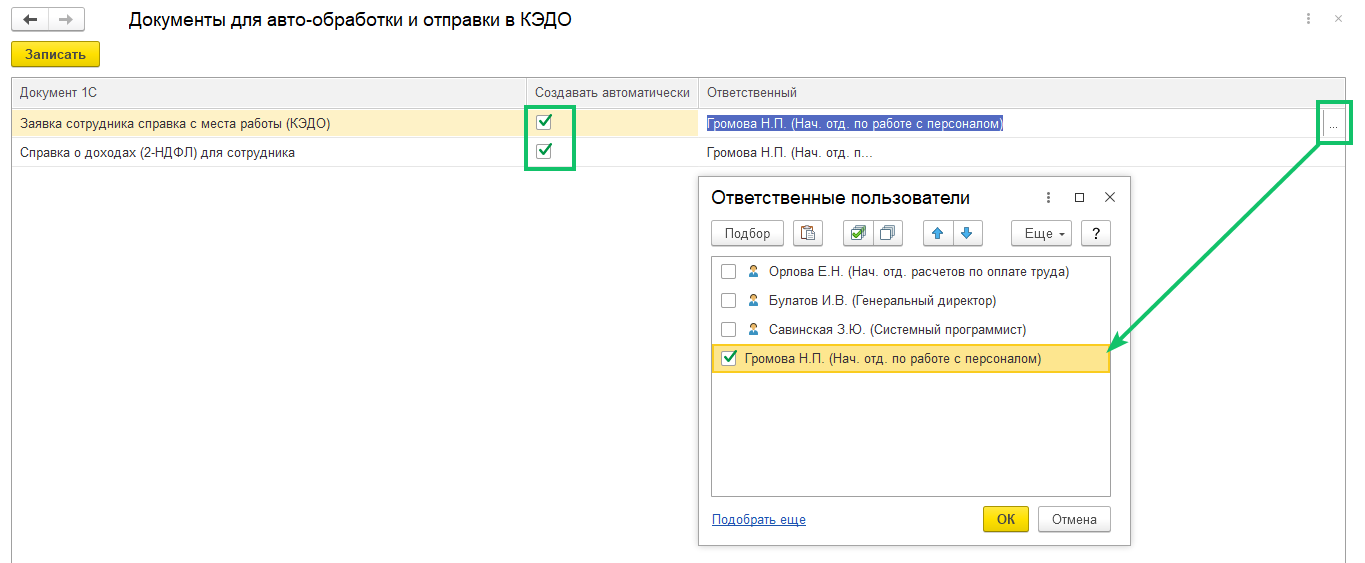 Документы для авто-обработки и отправки в КЭДО
Записать
Документ 1С Создавать автоматически Ответственный
Заявка сотрудника справка с места работы (КЭДО) Громова Н.П. (Нач. отд. по работе с персоналом) ...
Справка о доходах (2-НДФЛ) для сотрудника Громова Н.П. (Нач. отд. п...
Ответственные пользователи
Подбор Еще ?
Орлова Е.Н. (Нач. отд. расчетов по оплате труда)
Булатов И.В. (Генеральный директор)
Савинская З.Ю. (Системный программист)
Громова Н.П. (Нач. отд. по работе с персоналом)
Подобрать еще ОК Отмена